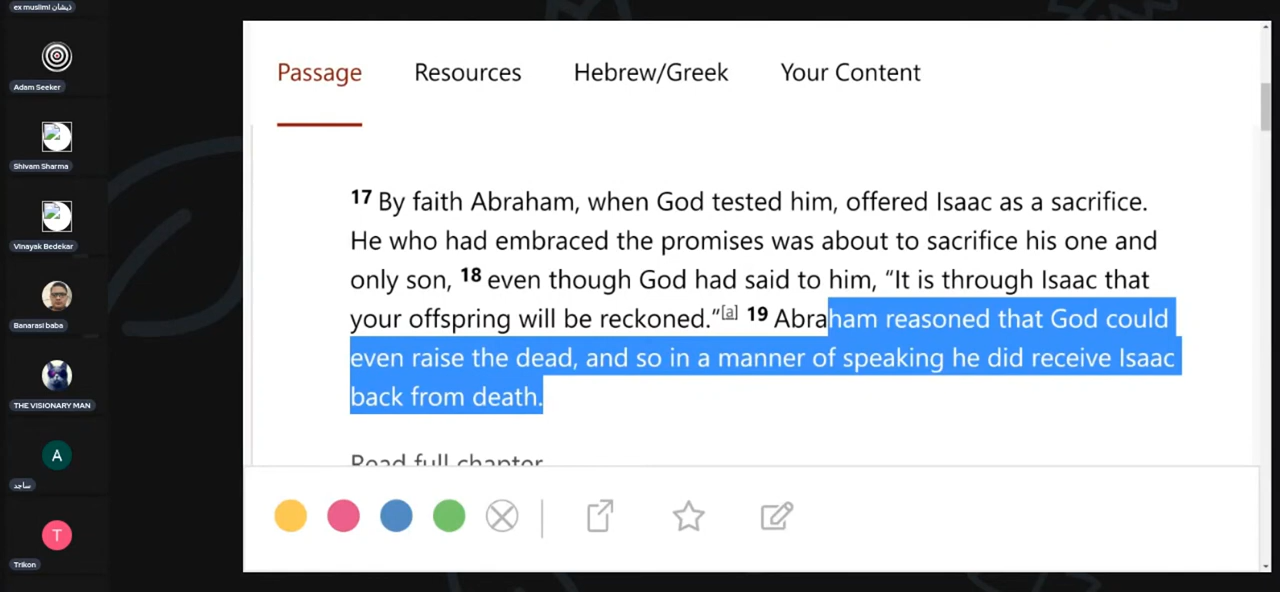 ex muslimI ذیشان
Adam Seeker
Shivam Sharma
Vinayak Bedekar
Banarasi baba
THE VISIONARY MAN
A
ساجد
T
Trikon
Passage Resources Hebrew/Greek Your Content
17 By faith Abraham, when God tested him, offered Isaac as a sacrifice.
He who had embraced the promises was about to sacrifice his one and
only son, 18 even though God had said to him, “It is through Isaac that
your offspring will be reckoned.”[a] 19 Abraham reasoned that God could
even raise the dead, and so in a manner of speaking he did receive Isaac
back from death.
Read full chapter